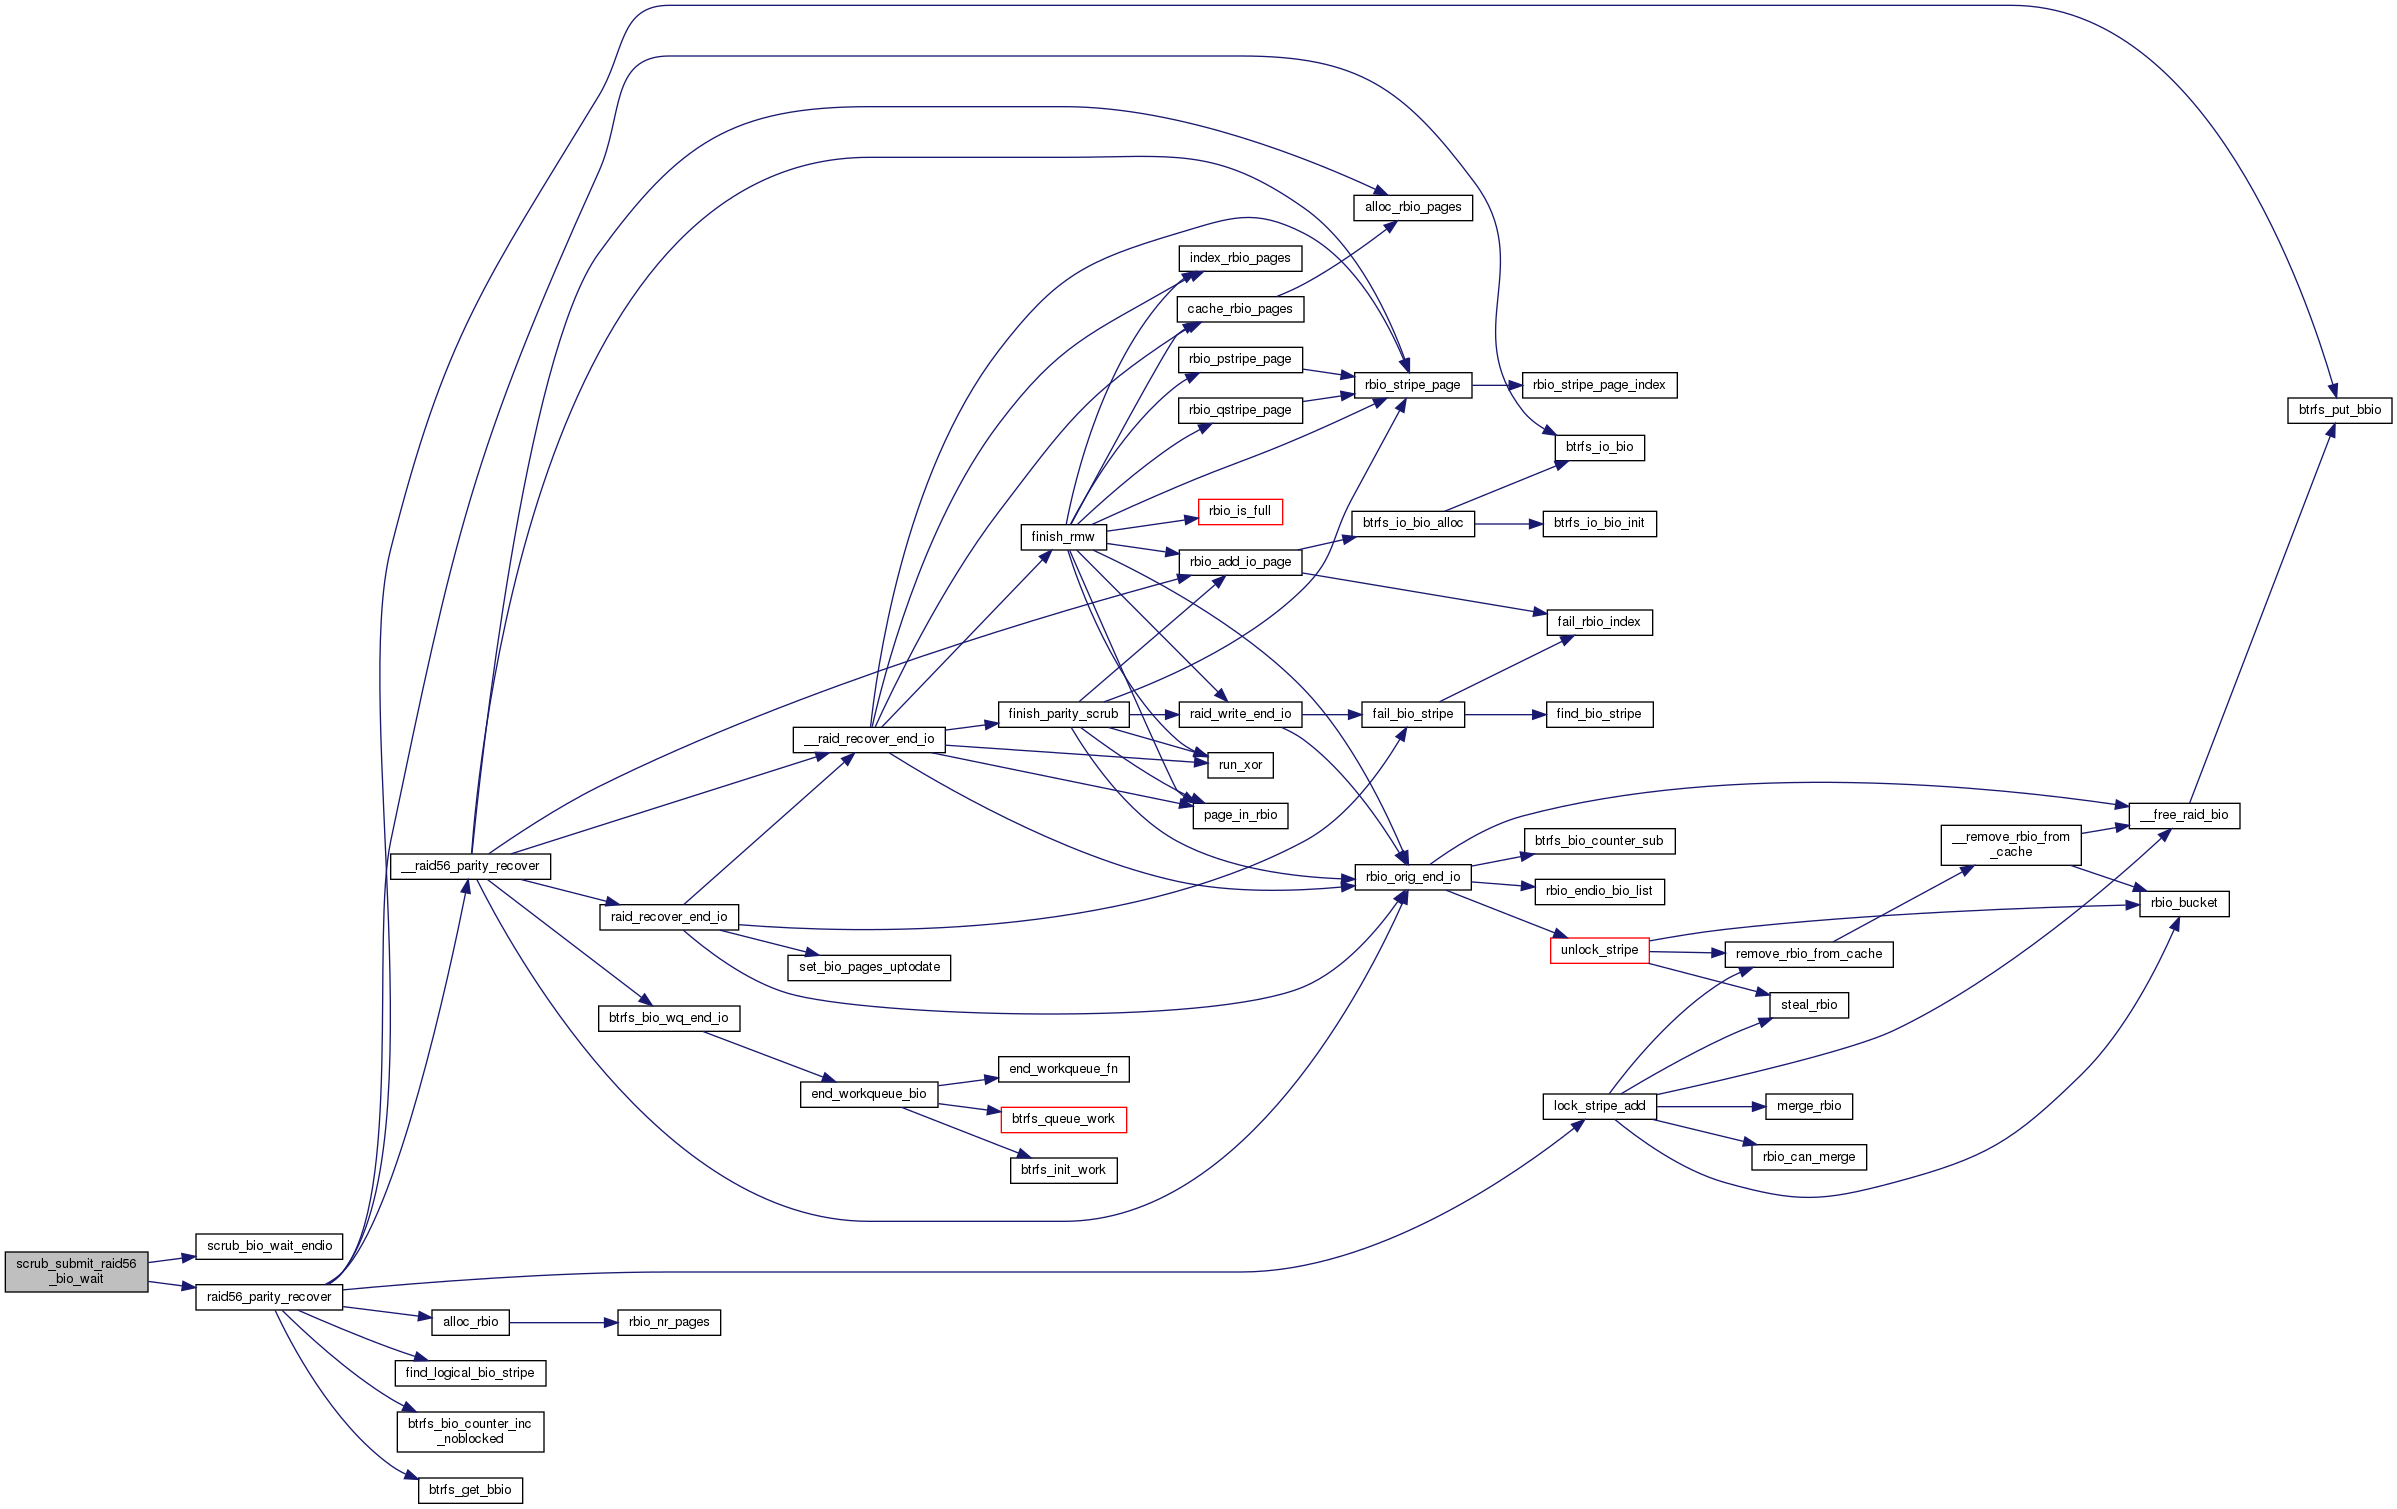 scrub_submit_raid56
_bio_wait
scrub_bio_wait_endio
raid56_parity_recover
__raid56_parity_recover
alloc_rbio
find_logical_bio_stripe
btrfs_bio_counter_inc
_noblocked
btrfs_get_bbio
raid_recover_end_io
btrfs_bio_wq_end_io
rbio_nr_pages
__raid_recover_end_io
set_bio_pages_uptodate
end_workqueue_bio
finish_rmw
finish_parity_scrub
end_workqueue_fn
btrfs_queue_work
btrfs_init_work
index_rbio_pages
cache_rbio_pages
rbio_pstripe_page
rbio_qstripe_page
rbio_is_full
rbio_add_io_page
raid_write_end_io
run_xor
page_in_rbio
alloc_rbio_pages
rbio_stripe_page
btrfs_io_bio_alloc
fail_bio_stripe
rbio_orig_end_io
rbio_stripe_page_index
btrfs_io_bio
btrfs_io_bio_init
fail_rbio_index
find_bio_stripe
btrfs_bio_counter_sub
rbio_endio_bio_list
unlock_stripe
lock_stripe_add
remove_rbio_from_cache
steal_rbio
merge_rbio
rbio_can_merge
__remove_rbio_from
_cache
__free_raid_bio
rbio_bucket
btrfs_put_bbio